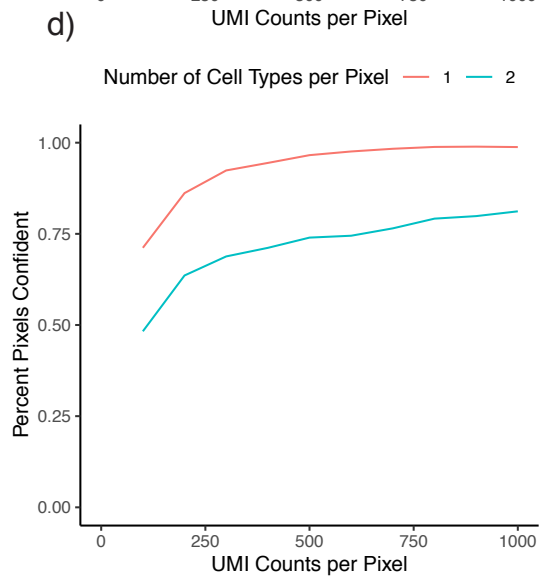 UMI Counts per Pixel
d)
Number of Cell Types per Pixel 1 2
Percent Pixels Confident
1.00
0.75
0.50
0.25
0.00
0 250 500 750 1000
UMI Counts per Pixel